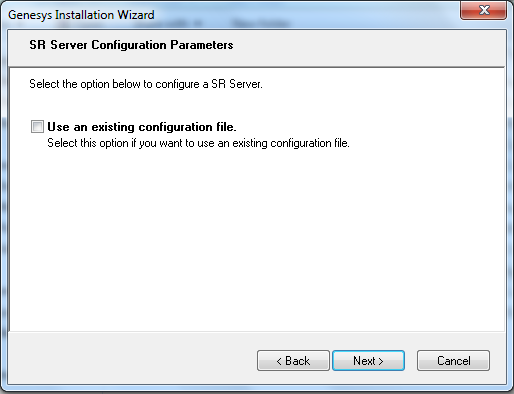 Genesys Installation Wizard
SR Server Configuration Parameters
Select the option below to configure a SR Server.
Use an existing configuration file.
Select this option if you want to use an existing configuration file.
< Back Next > Cancel